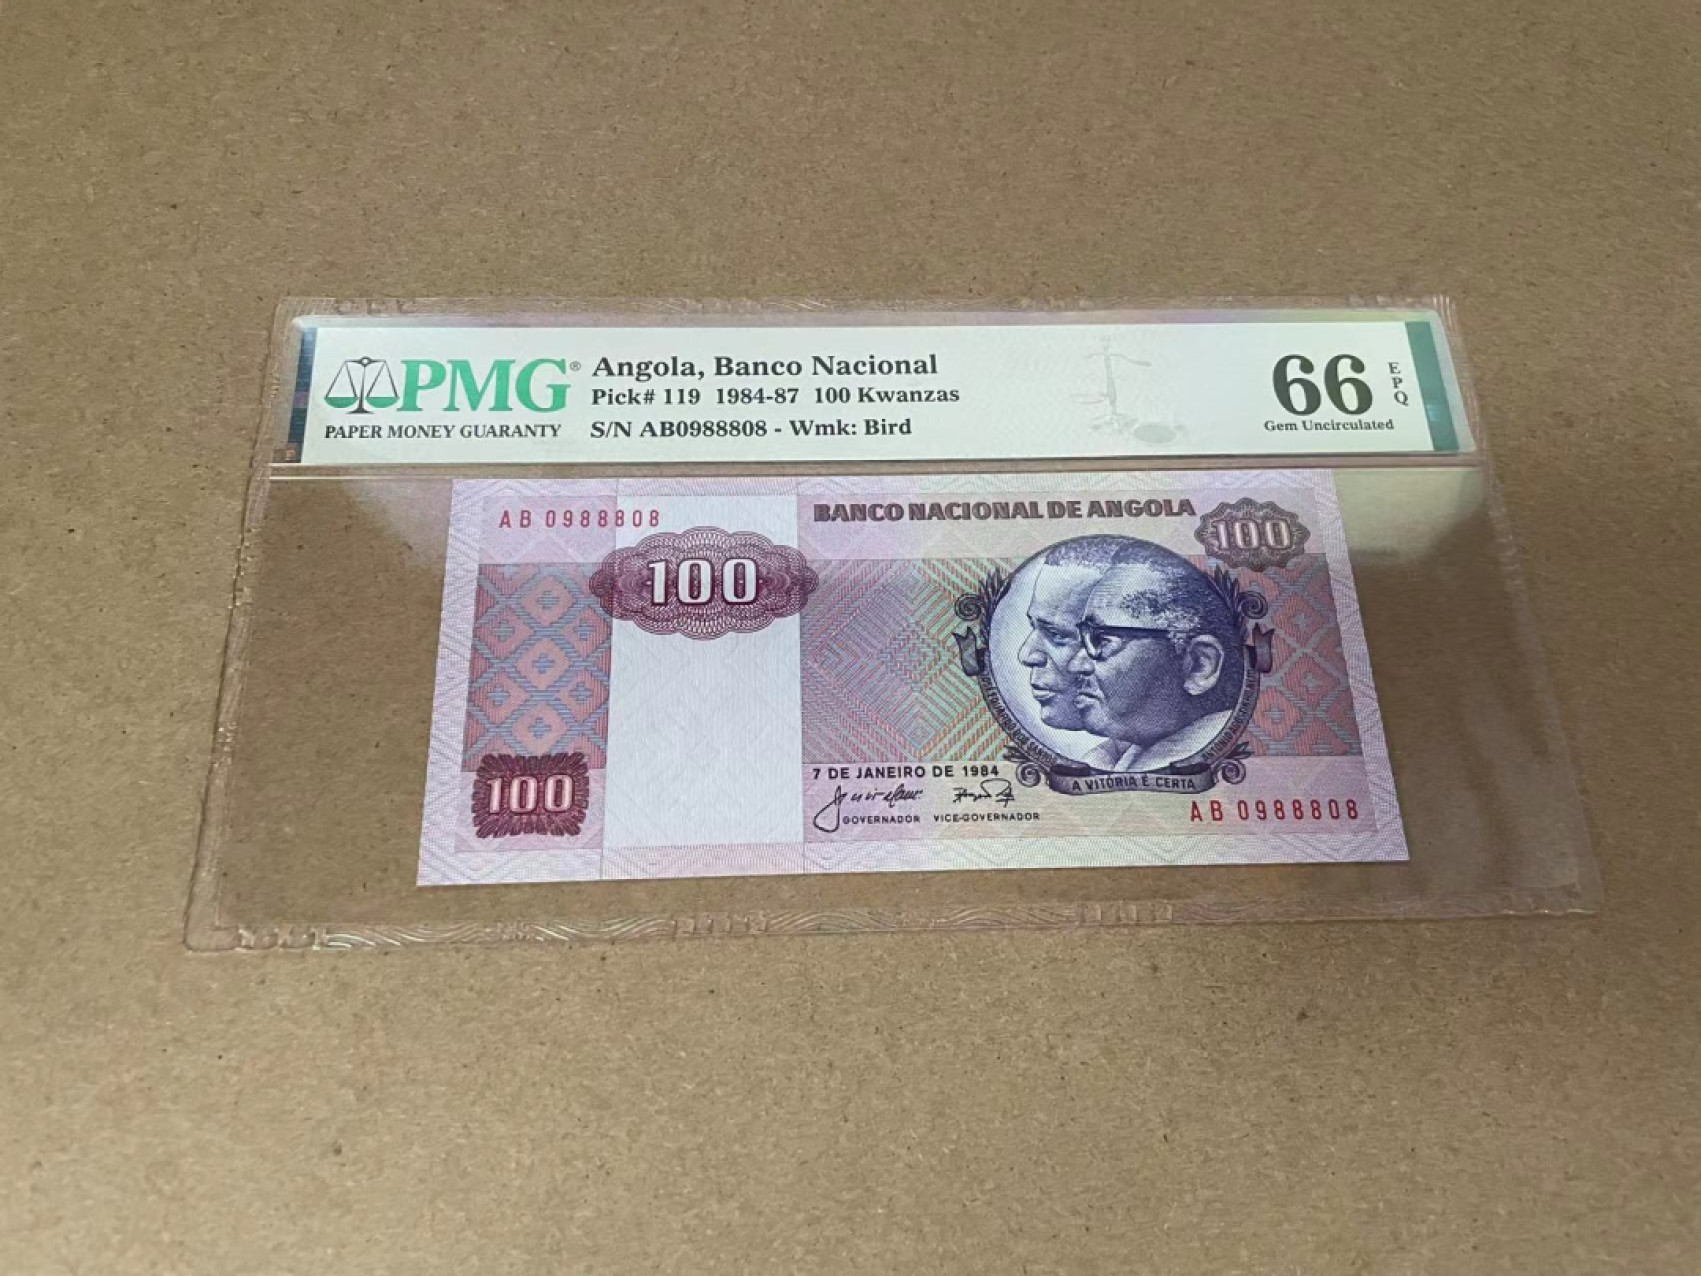 PMG®
PAPER MONEY GUARANTY
Angola, Banco Nacional
Pick# 119 1984-87 100 Kwanzas
S/N AB0988808 - Wmk: Bird
66
EPQ
Gem Uncirculated
AB 0988808
100
BANCO NACIONAL DE ANGOLA
100
100
7 DE JANEIRO DE 1984
GOVERNADOR VICE-GOVERNADOR
A VITÓRIA É CERTA
AB 0988808